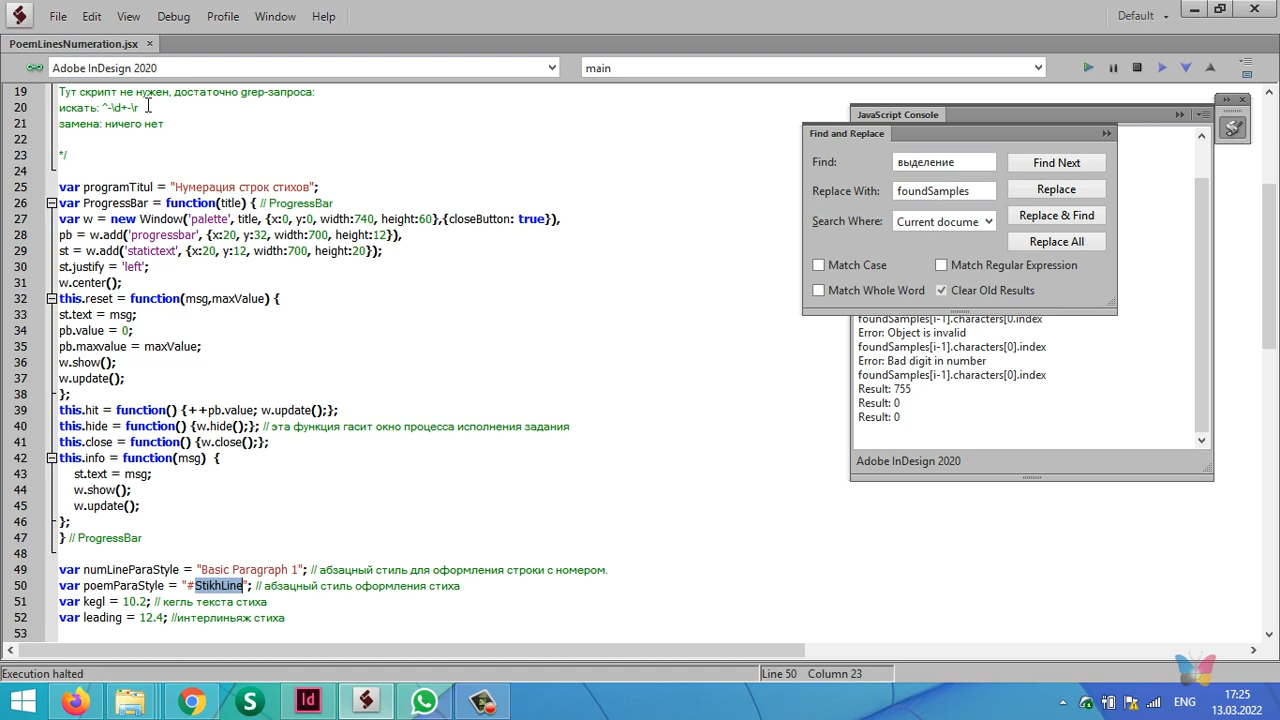 File Edit View Debug Profile Window Help
Default
PoemLinesNumeration.jsx
Adobe InDesign 2020
main
19 Тут скрипт не нужен, достаточно grep-запроса:
20 искать: ^-\d+-\r
21 замена: ничего нет
22
23 */
24
25 var programTitul = "Нумерация строк стихов";
26 var ProgressBar = function(title) { // ProgressBar
27 var w = new Window('palette', title, {x:0, y:0, width:740, height:60},{closeButton: true}),
28 pb = w.add('progressbar', {x:20, y:32, width:700, height:12}),
29 st = w.add('statictext', {x:20, y:12, width:700, height:20});
30 st.justify = 'left';
31 w.center();
32 this.reset = function(msg,maxValue) {
33 st.text = msg;
34 pb.value = 0;
35 pb.maxvalue = maxValue;
36 w.show();
37 w.update();
38 };
39 this.hit = function() {++pb.value; w.update();};
40 this.hide = function() {w.hide();}; // эта функция гасит окно процесса исполнения задания
41 this.close = function() {w.close();};
42 this.info = function(msg) {
43 st.text = msg;
44 w.show();
45 w.update();
46 };
47 } // ProgressBar
48
49 var numLineParaStyle = "Basic Paragraph 1"; // абзацный стиль для оформления строки с номером.
50 var poemParaStyle = "#StikhLine"; // абзацный стиль оформления стиха
51 var kegl = 10.2; // кегль текста стиха
52 var leading = 12.4; //интерлиньяж стиха
53
JavaScript Console
Find and Replace
Find: выделение Find Next
Replace With: foundSamples Replace
Search Where: Current docume Replace & Find
Replace All
Match Case Match Regular Expression
Match Whole Word Clear Old Results
foundSamples[i-1].characters[0.index
Error: Object is invalid
foundSamples[i-1].characters[0].index
Error: Bad digit in number
foundSamples[i-1].characters[0].index
Result: 755
Result: 0
Result: 0
Adobe InDesign 2020
Execution halted
Line 50 Column 23
S
Id
ENG
17:25
13.03.2022